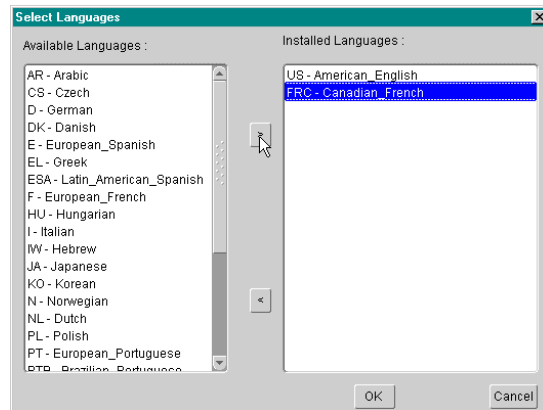 Select Languages
Available Languages :
Installed Languages :
AR - Arabic
CS - Czech
D - German
DK - Danish
E - European_Spanish
EL - Greek
ESA - Latin_American_Spanish
F - European_French
HU - Hungarian
I - Italian
IW - Hebrew
JA - Japanese
KO - Korean
N - Norwegian
NL - Dutch
PL - Polish
PT - European_Portuguese
PTB - Brazilian_Portuguese
US - American_English
FRC - Canadian_French
«
OK
Cancel